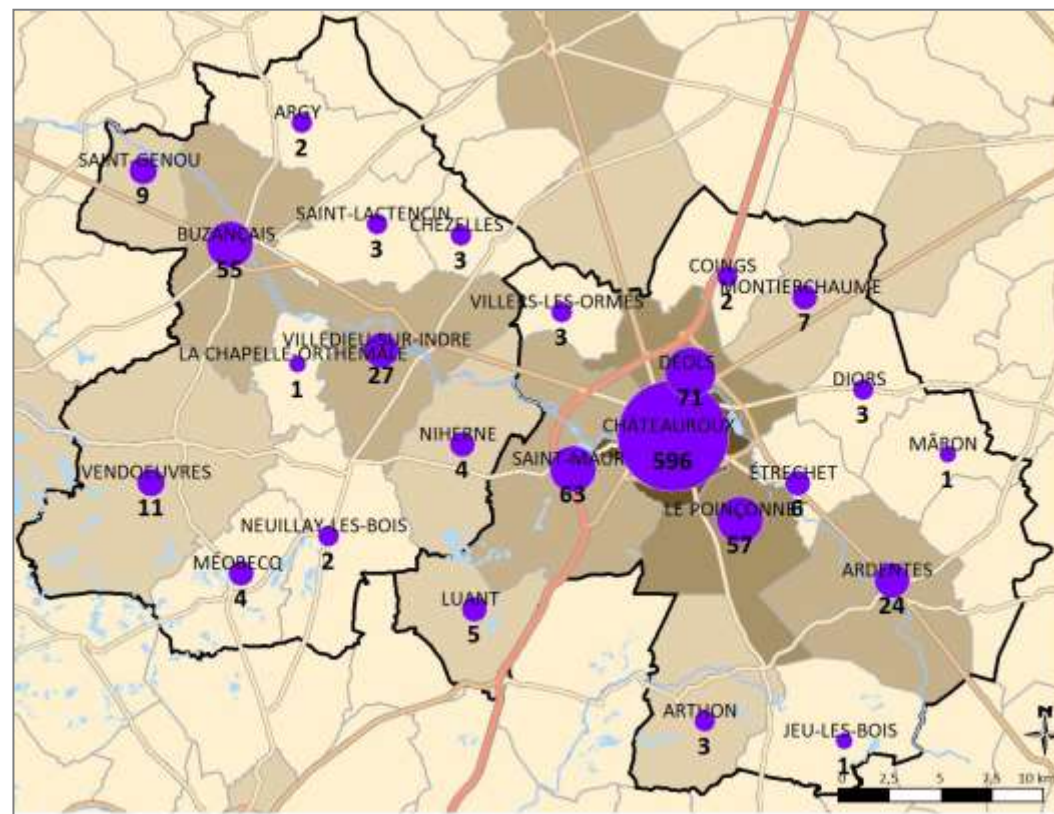 ARGY
2
SAINT-GENOU
9
SAINT-LACTENCIN
3
CHEZELLES
3
BUZANÇAIS
55
COINGS
2
MONTIERCHAUME
7
VILLERS-LES-ORMES
3
VILLEDIEU-SUR-INDRE
27
LA CHAPELLE-ORTHEMALE
1
DÉOLS
71
DIORS
3
CHATEAUROUX
596
NIHERNE
4
SAINT-MAUR
63
MÂRON
1
VENDOEUVRES
11
ÉTRECHET
6
LE POINÇONNET
57
NEUILLAY-LES-BOIS
2
MÉOBECQ
4
ARDENTES
24
LUANT
5
ARTHON
3
JEU-LES-BOIS
1
N
0 2,5 5 7,5 10 km